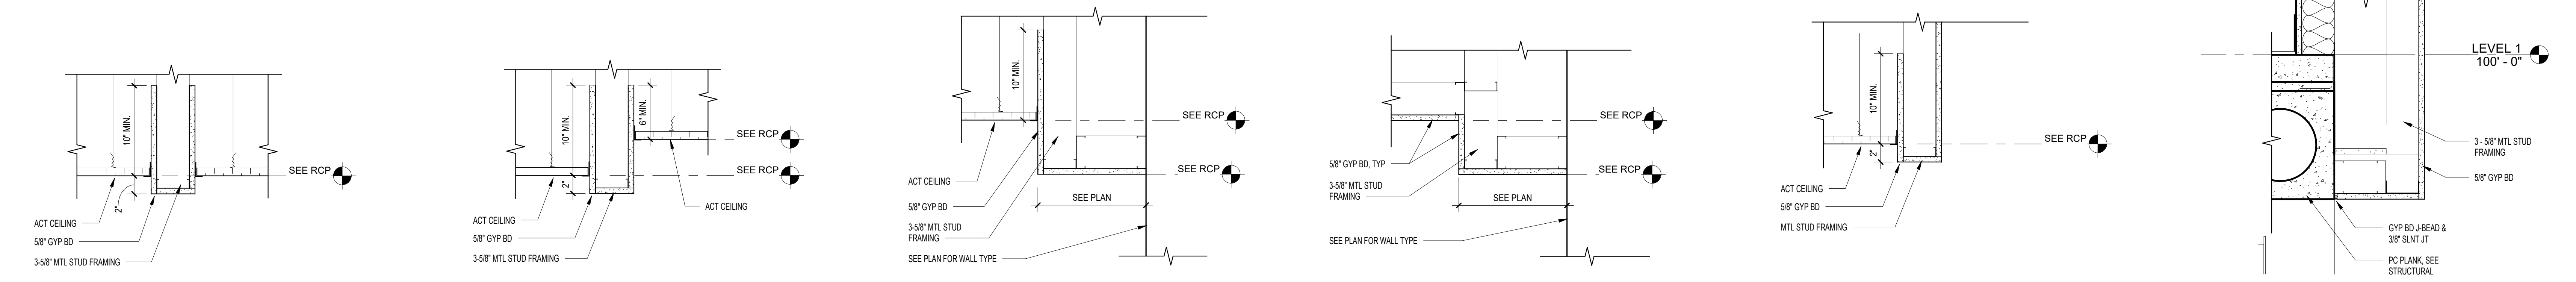 10" MIN.
SEE RCP
2"
ACT CEILING
5/8" GYP BD
3-5/8" MTL STUD FRAMING
10" MIN.
6" MIN.
SEE RCP
SEE RCP
2"
ACT CEILING
ACT CEILING
5/8" GYP BD
3-5/8" MTL STUD FRAMING
10" MIN.
SEE RCP
SEE RCP
ACT CEILING
SEE PLAN
5/8" GYP BD
3-5/8" MTL STUD
FRAMING
SEE PLAN FOR WALL TYPE
SEE RCP
5/8" GYP BD, TYP
SEE RCP
3-5/8" MTL STUD
FRAMING
SEE PLAN
SEE PLAN FOR WALL TYPE
10" MIN.
SEE RCP
2"
ACT CEILING
5/8" GYP BD
MTL STUD FRAMING
LEVEL 1
100' - 0"
3 - 5/8" MTL STUD
FRAMING
5/8" GYP BD
GYP BD J-BEAD &
3/8" SLNT JT
PC PLANK, SEE
STRUCTURAL